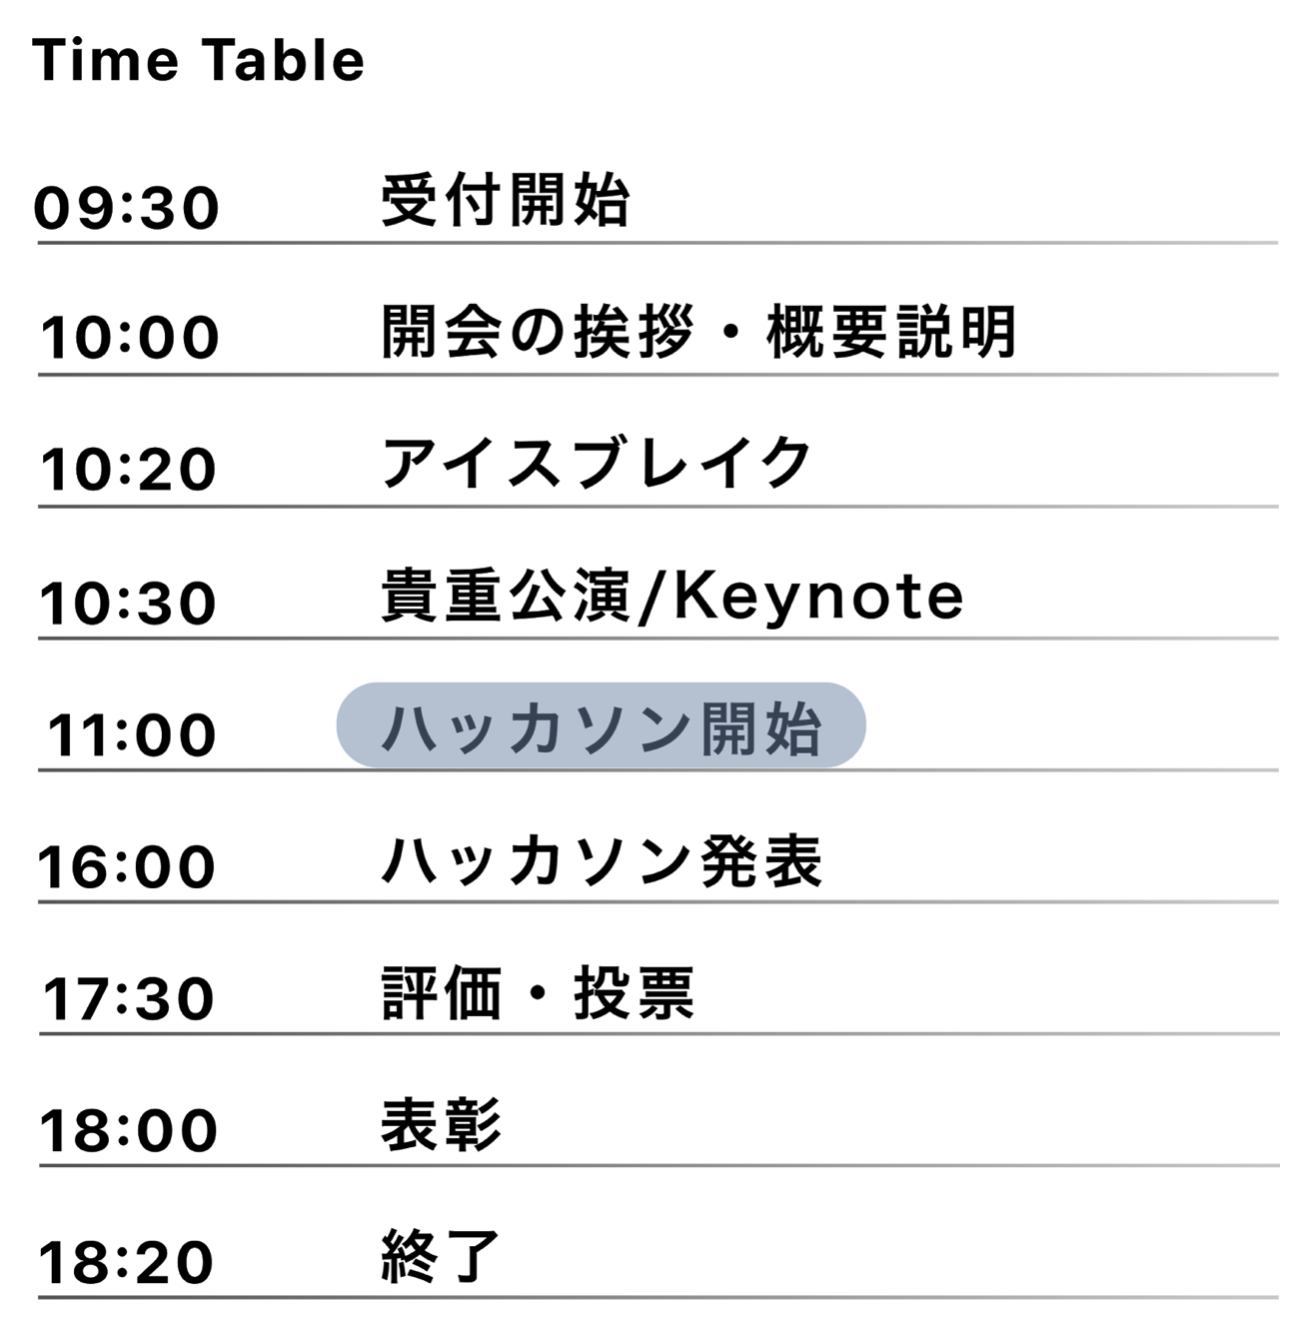 Time Table
09:30 受付開始
10:00 開会の挨拶・概要説明
10:20 アイスブレイク
10:30 貴重公演/Keynote
11:00 ハッカソン開始
16:00 ハッカソン発表
17:30 評価・投票
18:00 表彰
18:20 終了